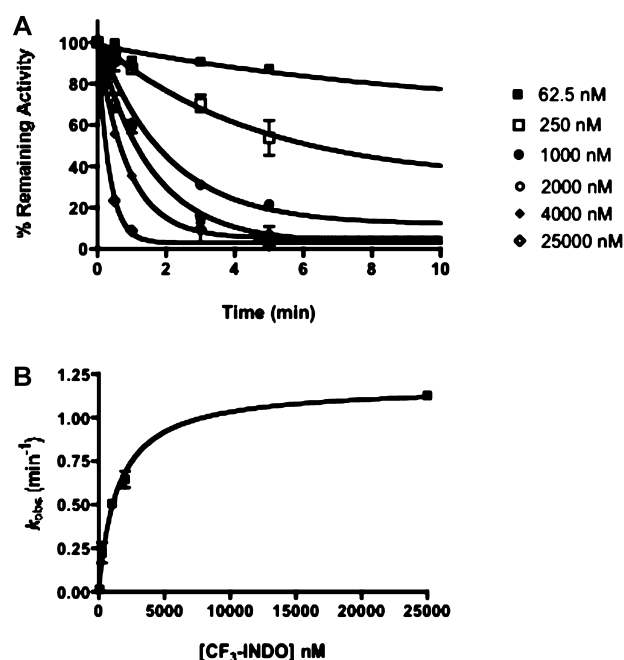 A
% Remaining Activity
100
80
60
40
20
0
0
2
4
6
8
10
Time (min)
62.5 nM
250 nM
1000 nM
2000 nM
4000 nM
25000 nM
B
k_obs (min⁻¹)
1.25
1.00
0.75
0.50
0.25
0.00
0
5000
10000
15000
20000
25000
[CF₃-INDO] nM